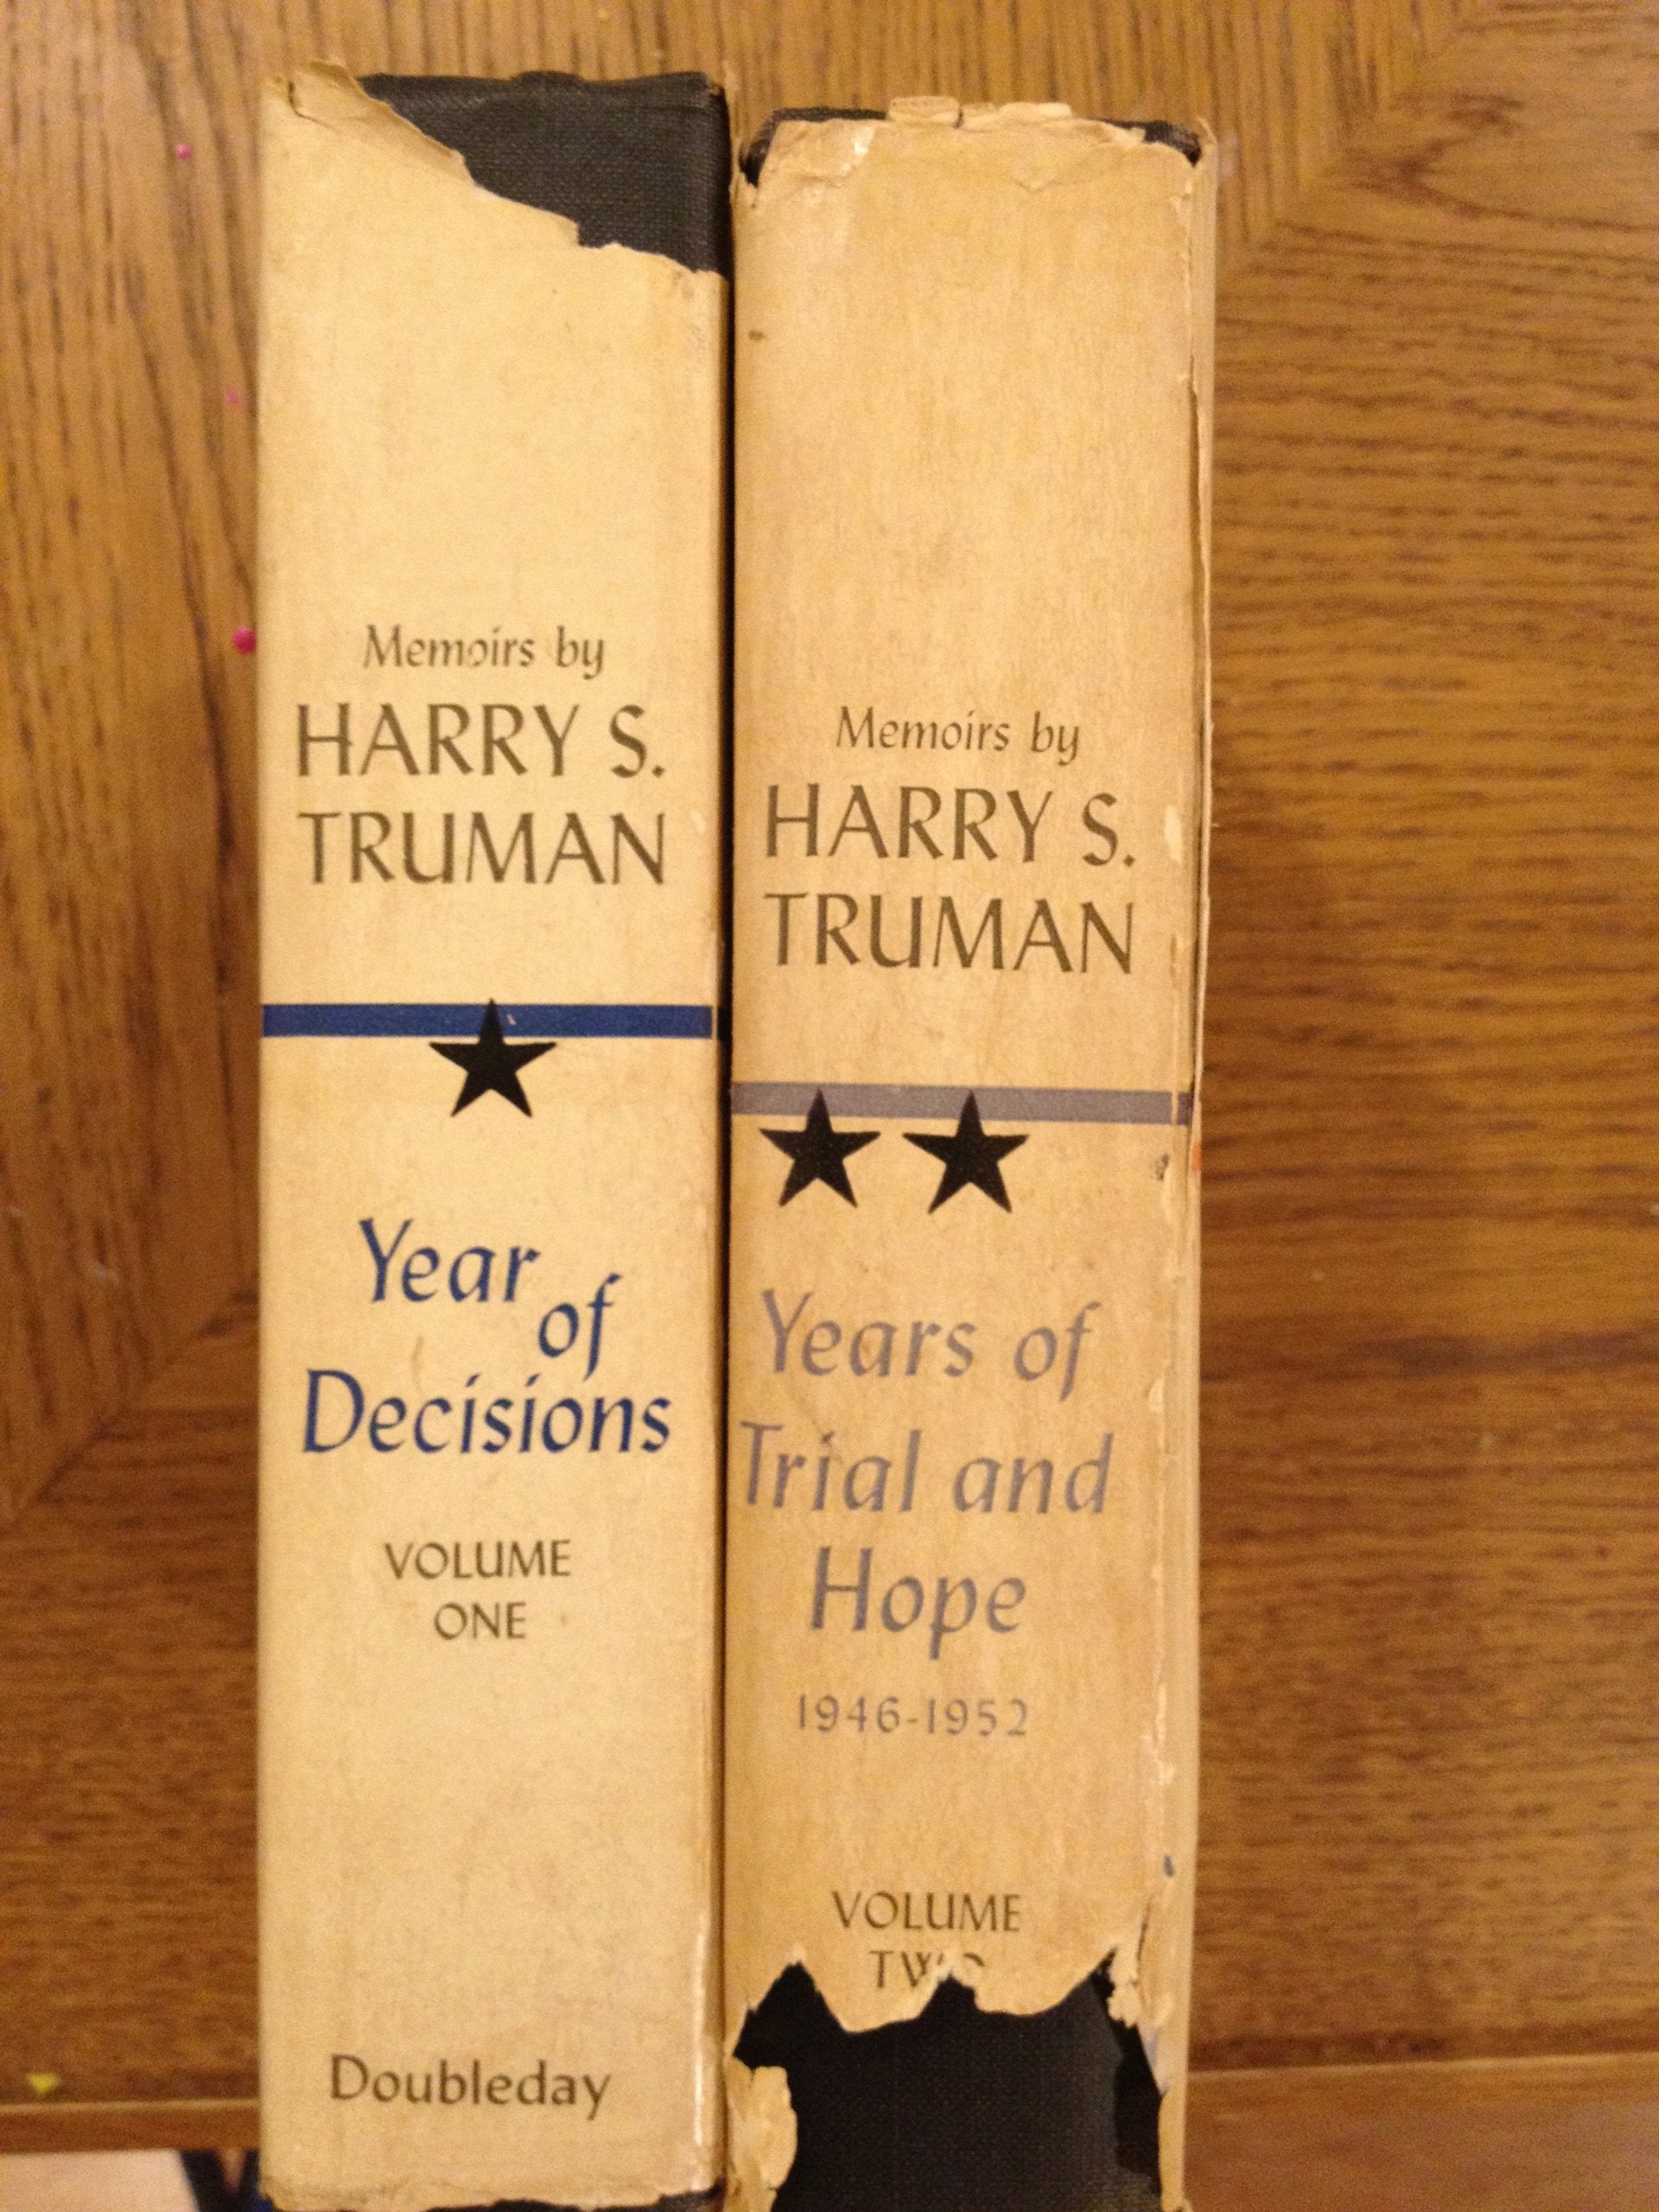 Memoirs by
HARRY S.
TRUMAN
Year
of
Decisions
VOLUME
ONE
Doubleday
Memoirs by
HARRY S.
TRUMAN
Years of
Trial and
Hope
1946-1952
VOLUME
TWO